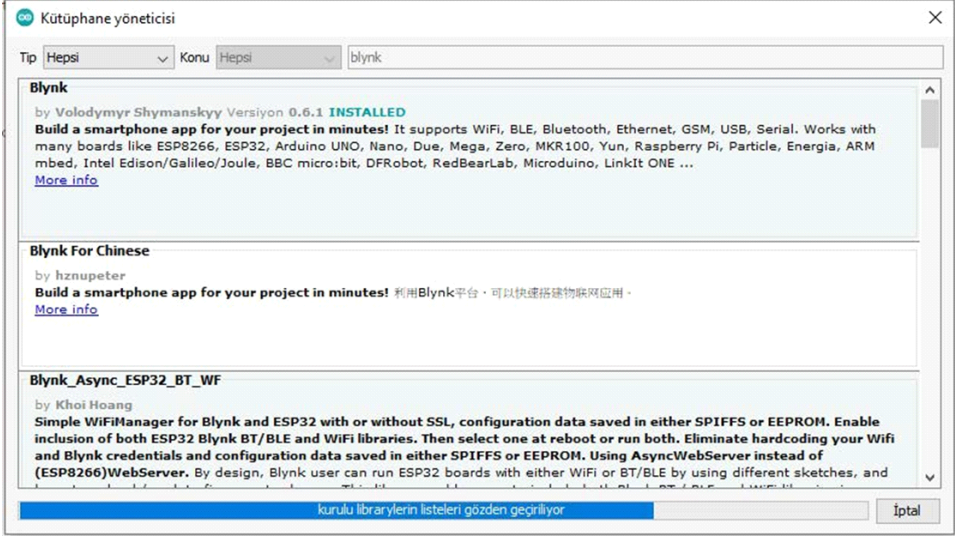 Kütüphane yöneticisi
Tip Hepsi Konu Hepsi blynk
Blynk
by Volodymyr Shymanskyy Versiyon 0.6.1 INSTALLED
Build a smartphone app for your project in minutes! It supports WiFi, BLE, Bluetooth, Ethernet, GSM, USB, Serial. Works with
many boards like ESP8266, ESP32, Arduino UNO, Nano, Due, Mega, Zero, MKR100, Yun, Raspberry Pi, Particle, Energia, ARM
mbed, Intel Edison/Galileo/Joule, BBC micro:bit, DFRobot, RedBearLab, Microduino, LinkIt ONE ...
More info
Blynk For Chinese
by hznupeter
Build a smartphone app for your project in minutes! 利用Blynk平台，可以快速搭建物联网应用。
More info
Blynk_Async_ESP32_BT_WF
by Khoi Hoang
Simple WiFiManager for Blynk and ESP32 with or without SSL, configuration data saved in either SPIFFS or EEPROM. Enable
inclusion of both ESP32 Blynk BT/BLE and WiFi libraries. Then select one at reboot or run both. Eliminate hardcoding your Wifi
and Blynk credentials and configuration data saved in either SPIFFS or EEPROM. Using AsyncWebServer instead of
(ESP8266)WebServer. By design, Blynk user can run ESP32 boards with either WiFi or BT/BLE by using different sketches, and
kurulu librarylerin listeleri gözden geçiriliyor
İptal